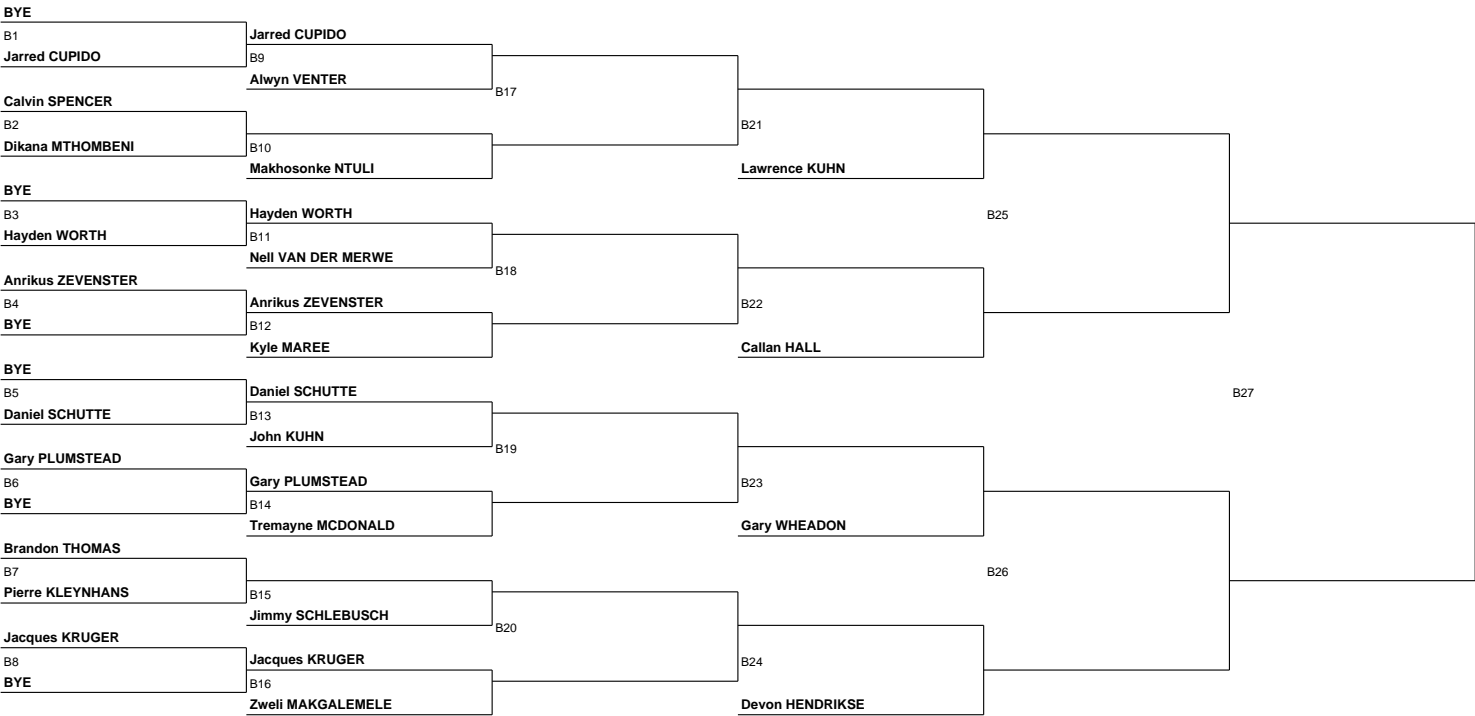 BYE
B1
Jarred CUPIDO
Jarred CUPIDO
B9
Alwyn VENTER
B17
Calvin SPENCER
B2
Dikana MTHOMBENI
B10
Makhosonke NTULI
B21
Lawrence KUHN
BYE
B3
Hayden WORTH
Hayden WORTH
B11
Nell VAN DER MERWE
B18
B25
Anrikus ZEVENSTER
B4
BYE
Anrikus ZEVENSTER
B12
Kyle MAREE
B22
Callan HALL
BYE
B5
Daniel SCHUTTE
Daniel SCHUTTE
B13
John KUHN
B19
B27
Gary PLUMSTEAD
B6
BYE
Gary PLUMSTEAD
B14
Tremayne MCDONALD
B23
Gary WHEADON
Brandon THOMAS
B7
Pierre KLEYNHANS
B15
Jimmy SCHLEBUSCH
B20
B26
Jacques KRUGER
B8
BYE
Jacques KRUGER
B16
Zweli MAKGALEMELE
B24
Devon HENDRIKSE